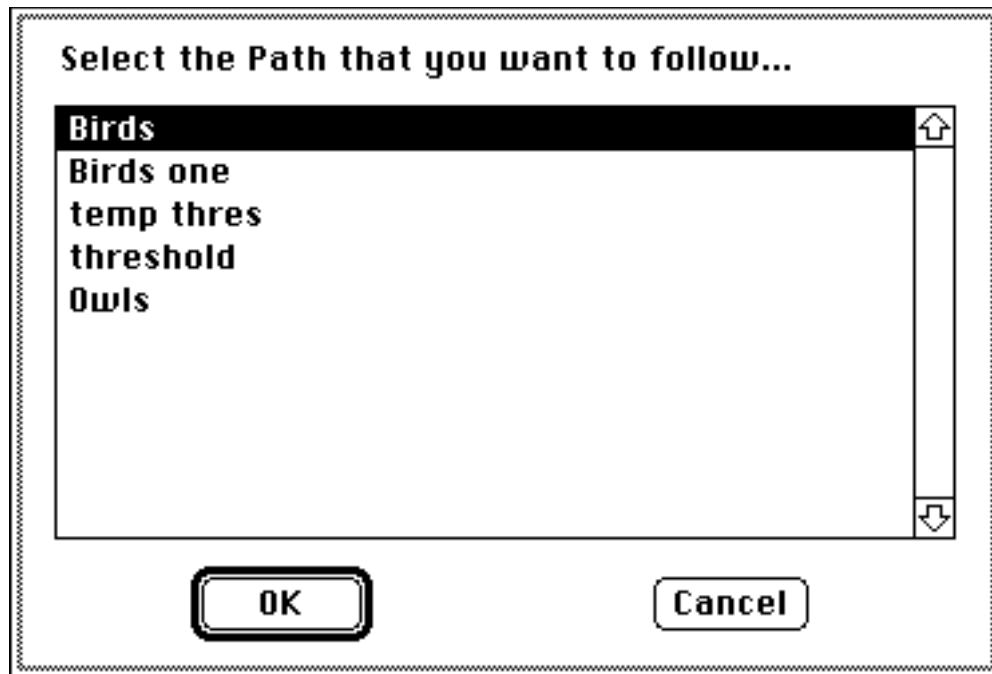 Select the Path that you want to follow...
Birds
Birds one
temp thres
threshold
Owls
OK
Cancel